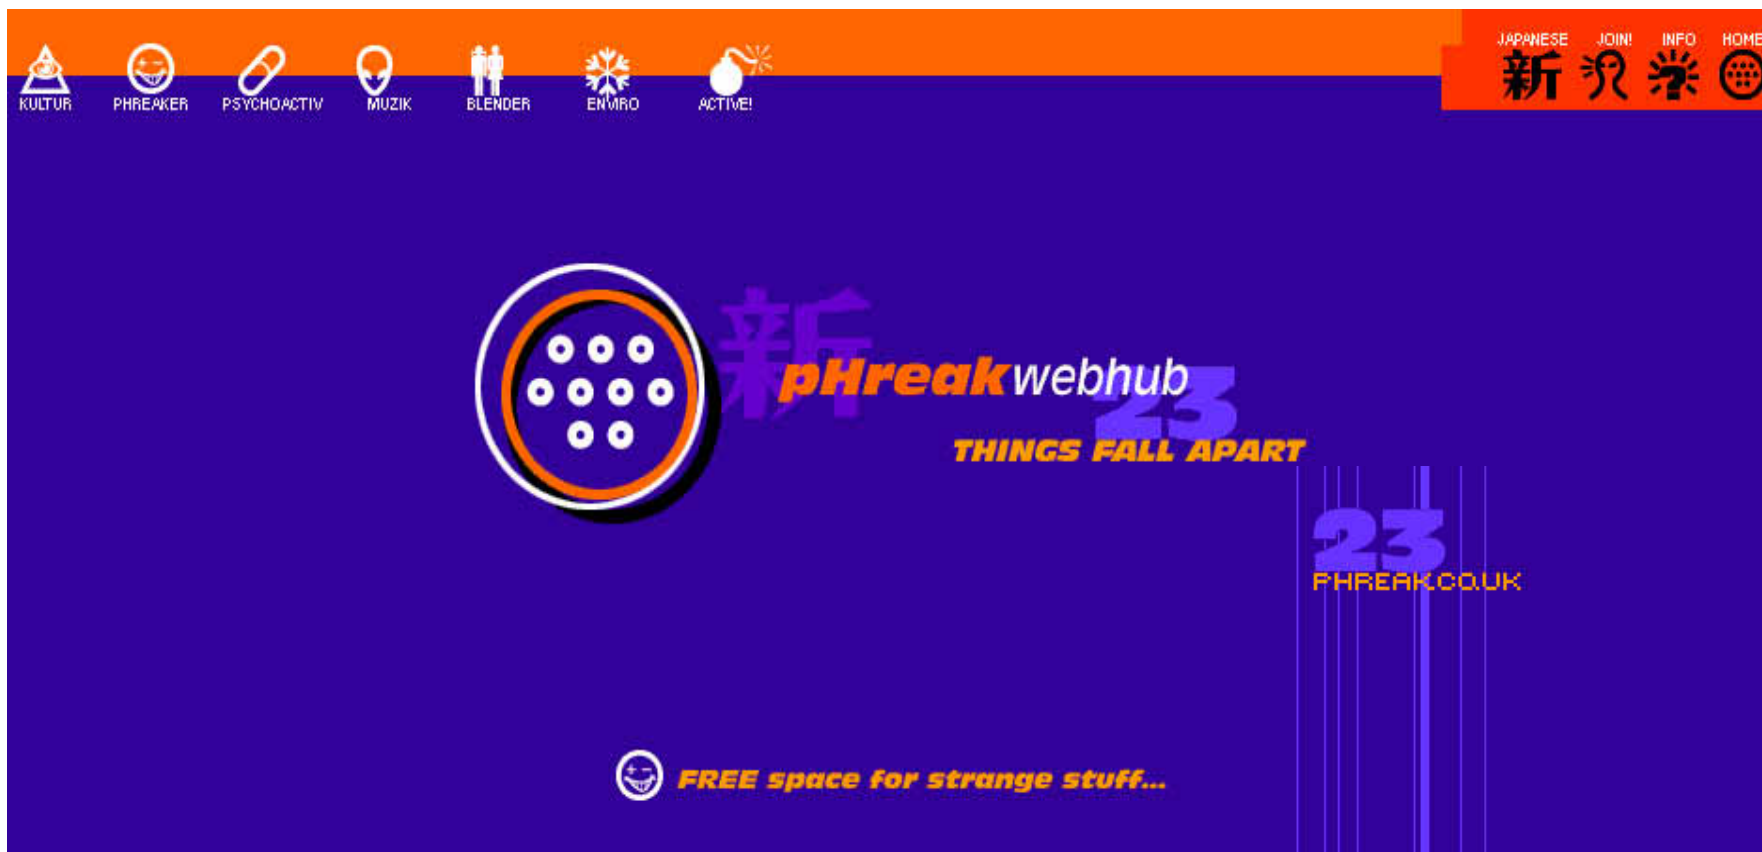 JAPANESE JOIN! INFO HOME
新
KULTUR PHREAKER PSYCHOACTIV MUZIK BLENDER ENVIRO ACTIVE!
新
pHreakwebhub
23
THINGS FALL APART
23
PHREAK.CO.UK
FREE space for strange stuff...